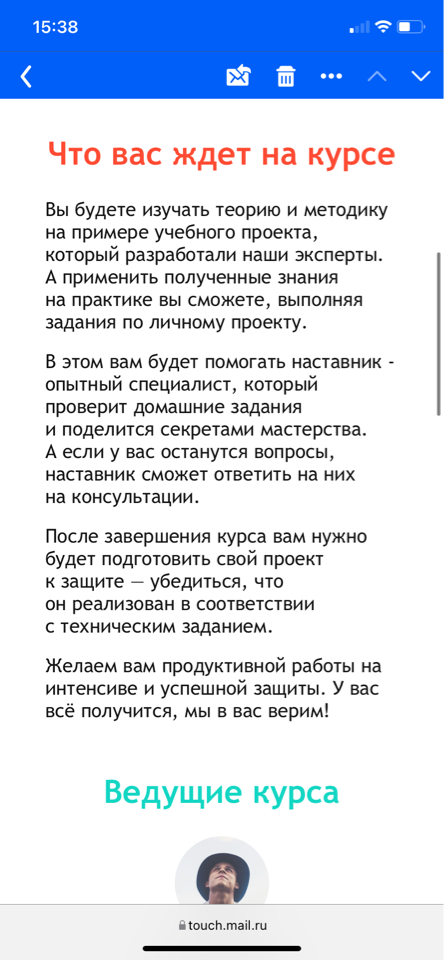 15:38
Что вас ждет на курсе
Вы будете изучать теорию и методику
на примере учебного проекта,
который разработали наши эксперты.
А применить полученные знания
на практике вы сможете, выполняя
задания по личному проекту.
В этом вам будет помогать наставник -
опытный специалист, который
проверит домашние задания
и поделится секретами мастерства.
А если у вас останутся вопросы,
наставник сможет ответить на них
на консультации.
После завершения курса вам нужно
будет подготовить свой проект
к защите — убедиться, что
он реализован в соответствии
с техническим заданием.
Желаем вам продуктивной работы на
интенсиве и успешной защиты. У вас
всё получится, мы в вас верим!
Ведущие курса
touch.mail.ru